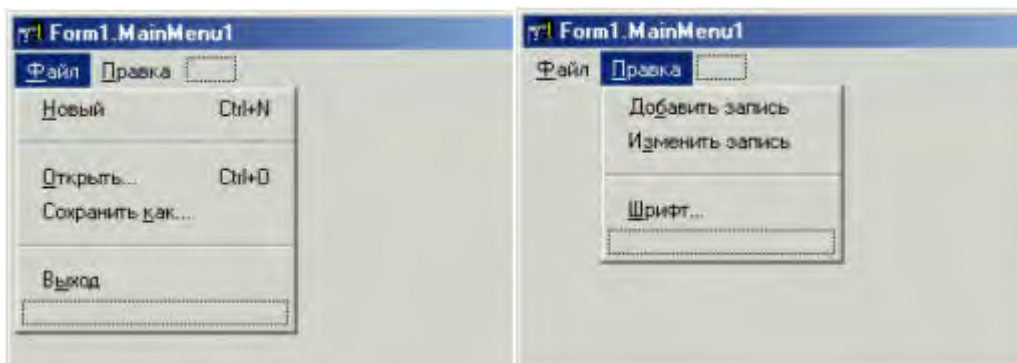 Form1.MainMenu1
Файл Правка
Новый Ctrl+N
Открыть... Ctrl+O
Сохранить как...
Выход
Form1.MainMenu1
Файл Правка
Добавить запись
Изменить запись
Шрифт...